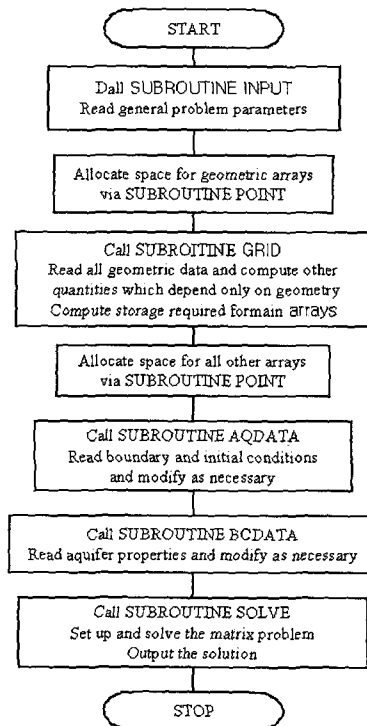 START
Dall SUBROUTINE INPUT
Read general problem parameters
Allocate space for geometric arrays
via SUBROUTINE POINT
Call SUBROITINE GRID
Read all geometric data and compute other
quantities which depend only on geometry
Compute storage required formain arrays
Allocate space for all other arrays
via SUBROUTINE POINT
Call SUBROUTINE AQDATA
Read boundary and initial conditions
and modify as necessary
Call SUBROUTINE BCDATA
Read aquifer properties and modify as necessary
Call SUBROUTINE SOLVE
Set up and solve the matrix problem
Output the solution
STOP